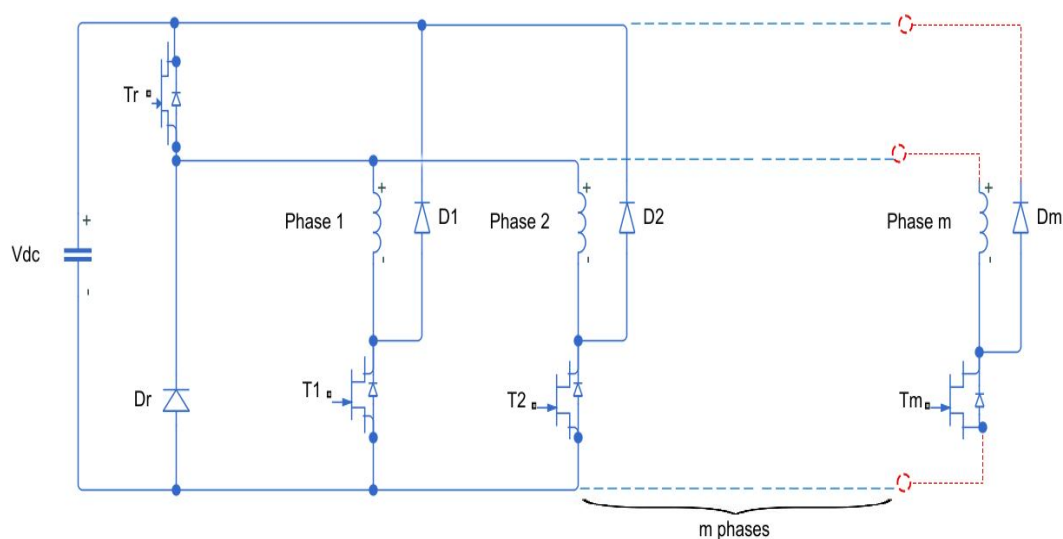 Tr
+
+
+
Phase 1
D1
Phase 2
D2
Phase m
Dm
+
Vdc
-
-
-
-
Dr
T1
T2
Tm
m phases